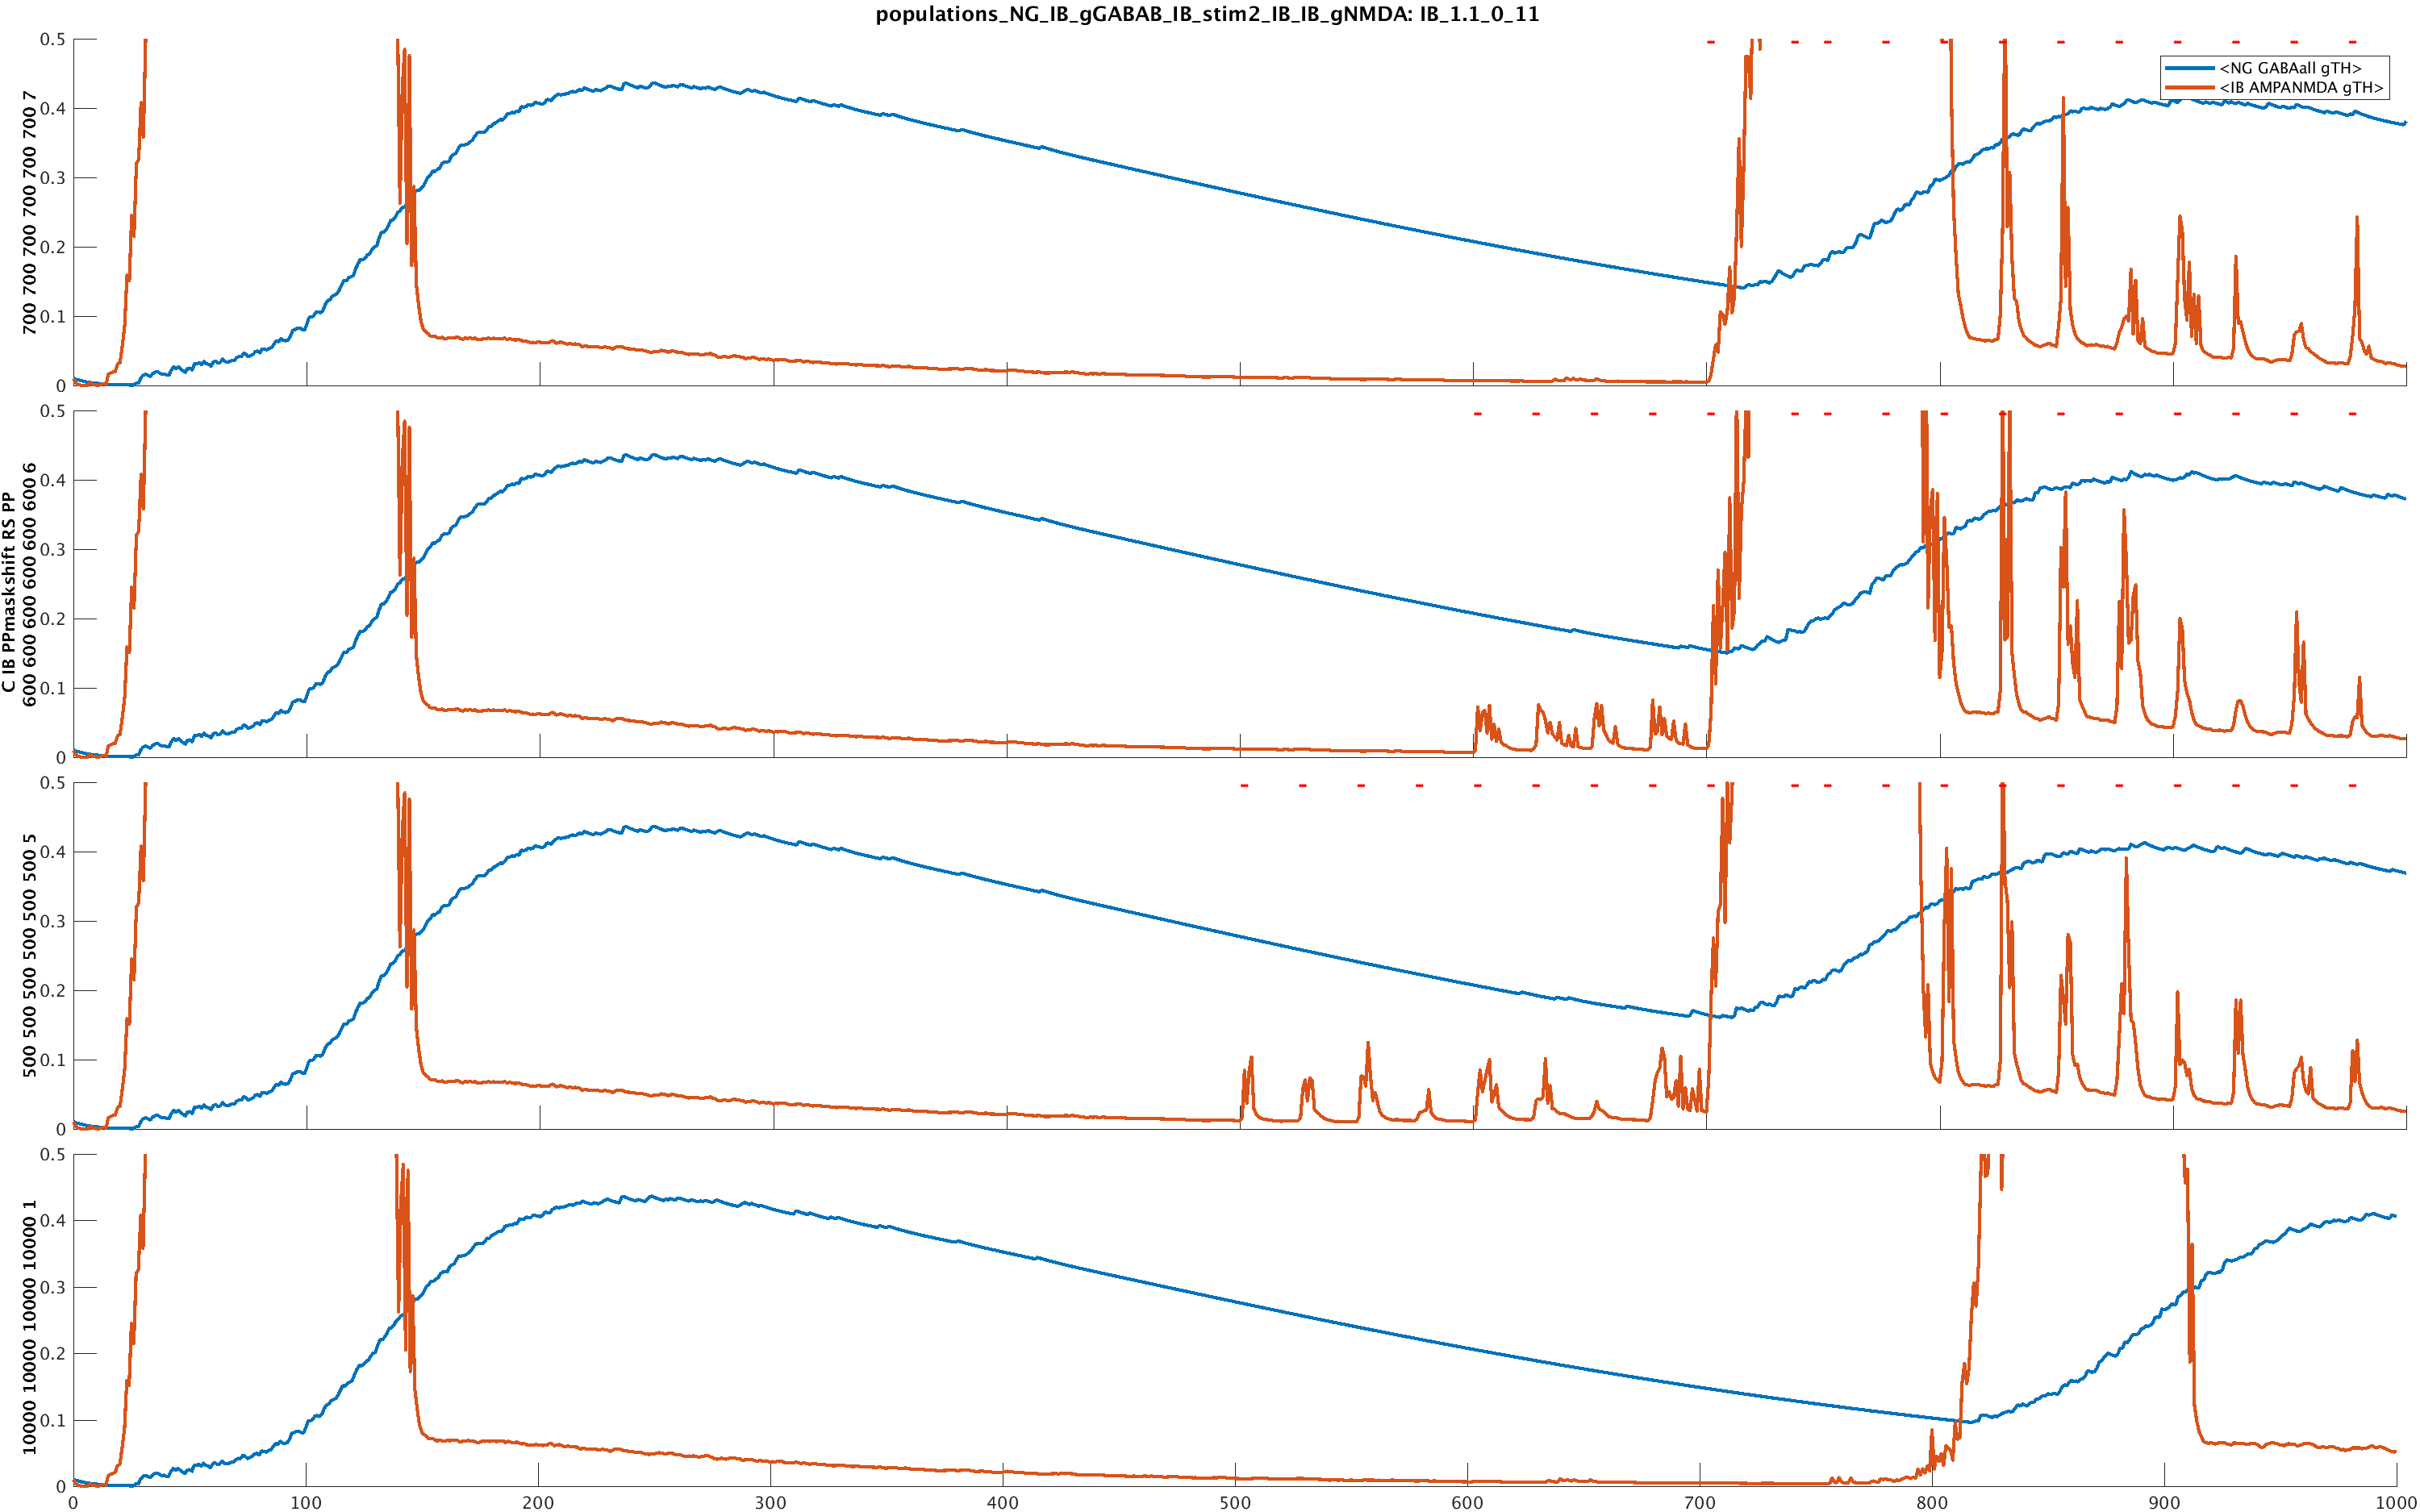 populations_NG_IB_gGABAB_IB_stim2_IB_IB_gNMDA: IB_1.1_0_11
<NG GABAall gTH>
<IB AMPANMDA gTH>
700 700 700 700 700 700 7
0.5
0.4
0.3
0.2
0.1
0
C IB PPmaskshift RS PP
600 600 600 600 600 600 6
0.5
0.4
0.3
0.2
0.1
0
500 500 500 500 500 500 5
0.5
0.4
0.3
0.2
0.1
0
10000 10000 10000 10000 1
0.5
0.4
0.3
0.2
0.1
0
0 100 200 300 400 500 600 700 800 900 1000